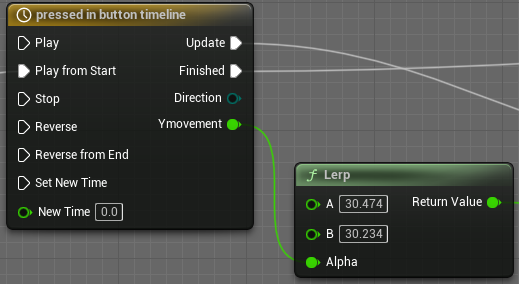 pressed in button timeline
Play
Update
Play from Start
Finished
Stop
Direction
Reverse
Ymovement
Reverse from End
Set New Time
New Time 0.0
f Lerp
A 30.474
Return Value
B 30.234
Alpha